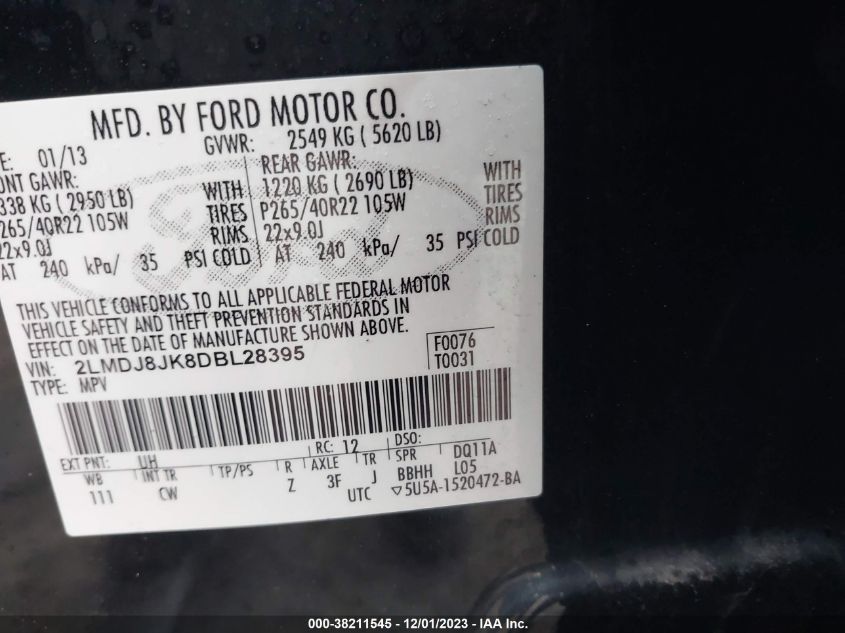 MFD. BY FORD MOTOR CO.
E: 01/13 GVWR: 2549 KG ( 5620 LB)
ONT GAWR: REAR GAWR:
338 KG ( 2950 LB) WITH 1220 KG ( 2690 LB) WITH
265/40R22 105W TIRES P265/40R22 105W TIRES
22x9.0J RIMS 22x9.0J RIMS
AT 240 kPa/ 35 PSI COLD AT 240 kPa/ 35 PSI COLD
Ford
THIS VEHICLE CONFORMS TO ALL APPLICABLE FEDERAL MOTOR
VEHICLE SAFETY AND THEFT PREVENTION STANDARDS IN
EFFECT ON THE DATE OF MANUFACTURE SHOWN ABOVE.
VIN: 2LMDJ8JK8DBL28395 F0076
TYPE: MPV T0031
EXT PNT: UH RC: 12 DSO:
WB INT TR TP/PS R AXLE TR SPR DQ11A
111 CW Z 3F J BBHH L05
UTC ▽5U5A-1520472-BA
000-38211545 - 12/01/2023 - IAA Inc.